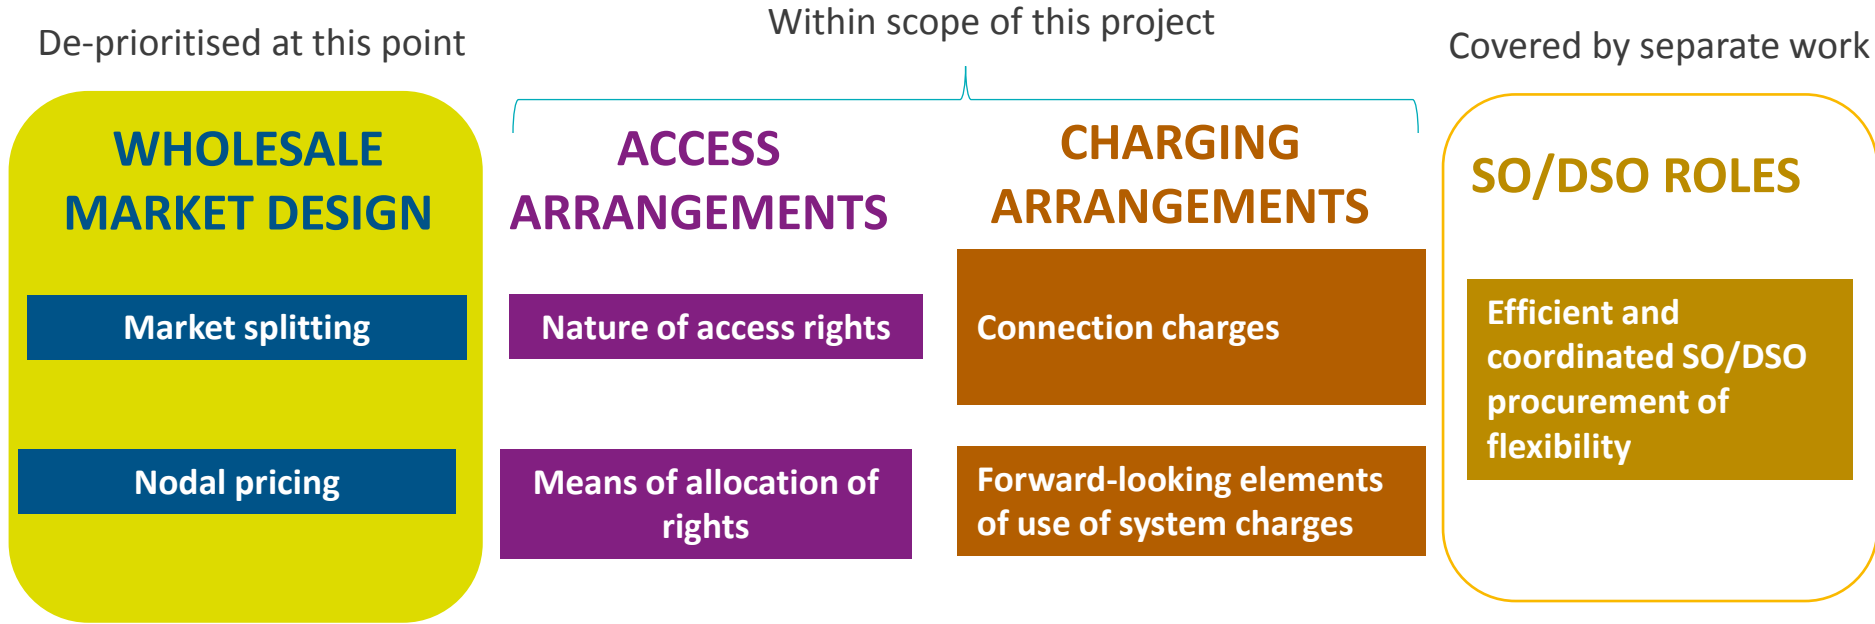 De-prioritised at this point
Within scope of this project
Covered by separate work
WHOLESALE
MARKET DESIGN
Market splitting
Nodal pricing
ACCESS
ARRANGEMENTS
Nature of access rights
Means of allocation of
rights
CHARGING
ARRANGEMENTS
Connection charges
Forward-looking elements
of use of system charges
SO/DSO ROLES
Efficient and
coordinated SO/DSO
procurement of
flexibility